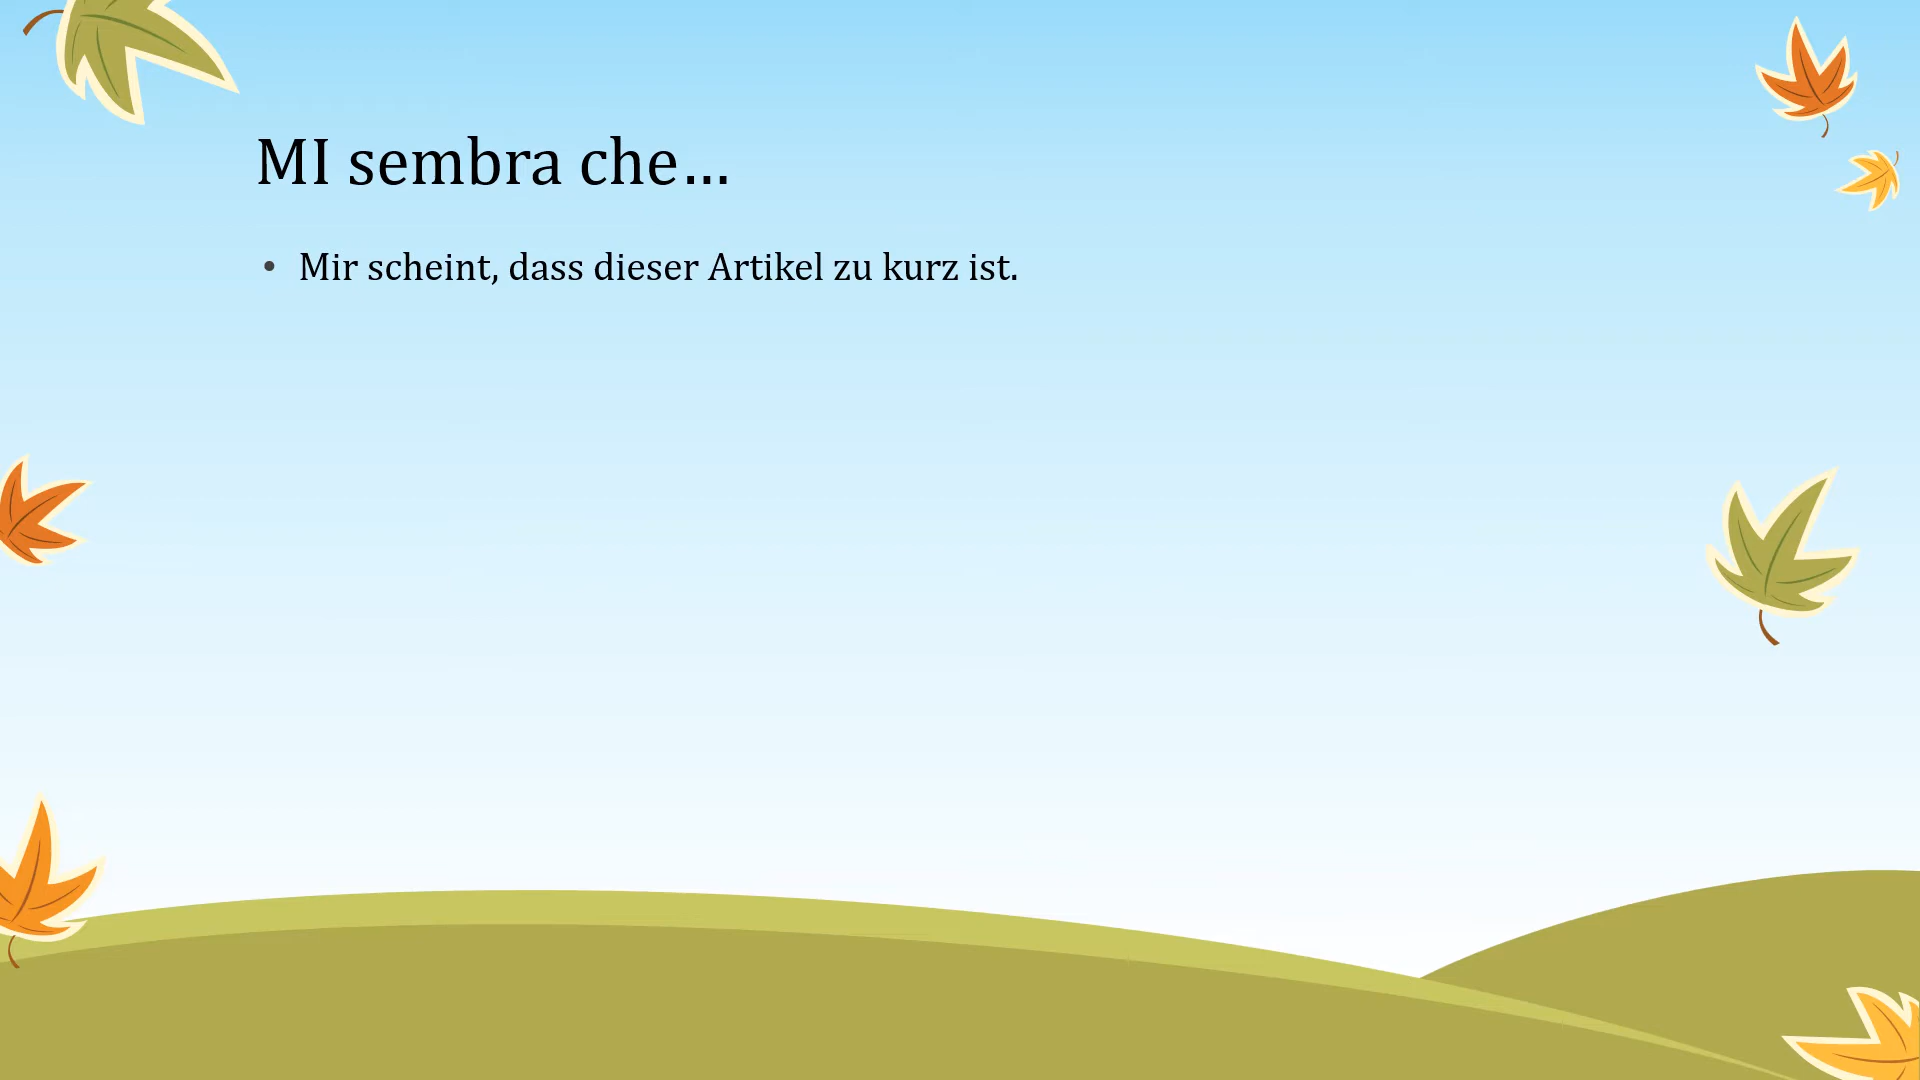 MI sembra che…
• Mir scheint, dass dieser Artikel zu kurz ist.